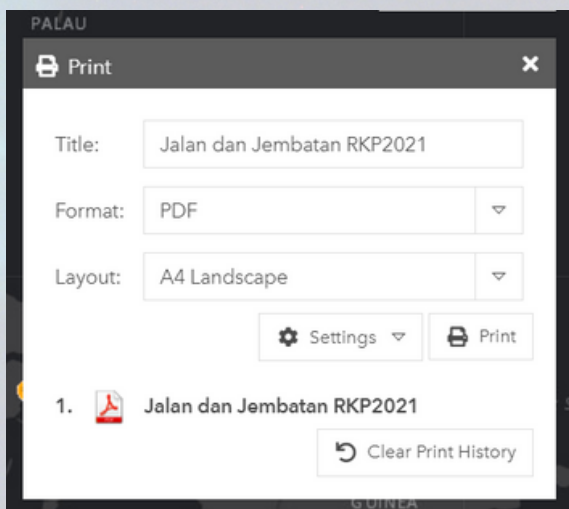 PALAU
Print
Title: Jalan dan Jembatan RKP2021
Format: PDF
Layout: A4 Landscape
Settings Print
1. Jalan dan Jembatan RKP2021
Clear Print History
GUINEA